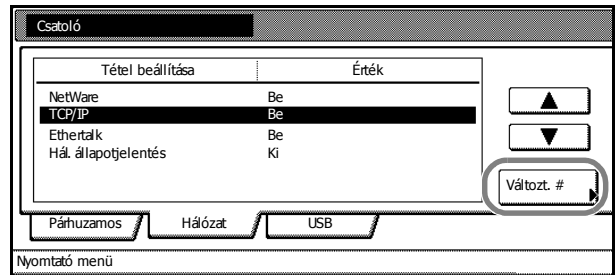 Csatoló
Tétel beállítása Érték
NetWare Be
TCP/IP Be
Ethertalk Be
Hál. állapotjelentés Ki
Változt. #
Párhuzamos Hálózat USB
Nyomtató menü